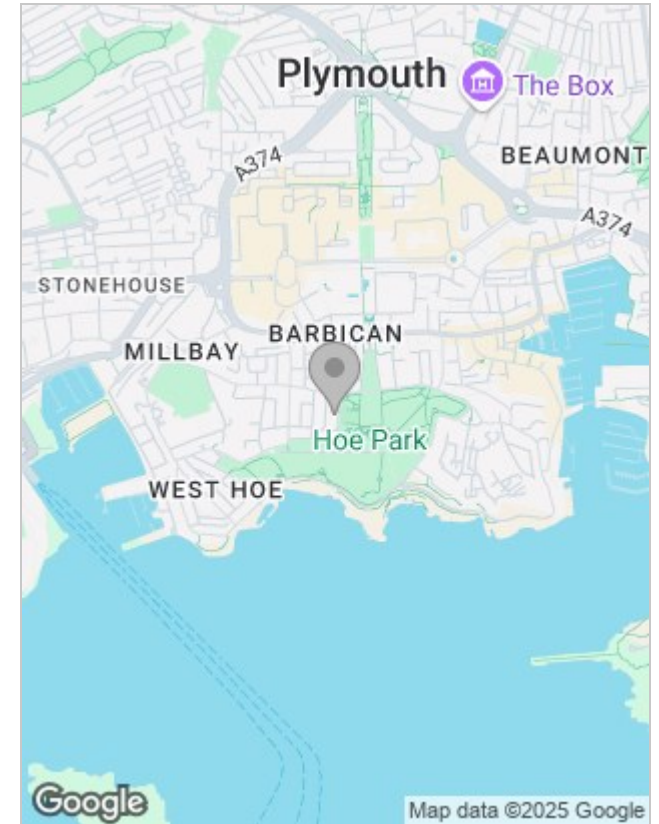 Plymouth
The Box
BEAUMONT
A374
A374
STONEHOUSE
BARBICAN
MILLBAY
Hoe Park
WEST HOE
Google
Map data ©2025 Google